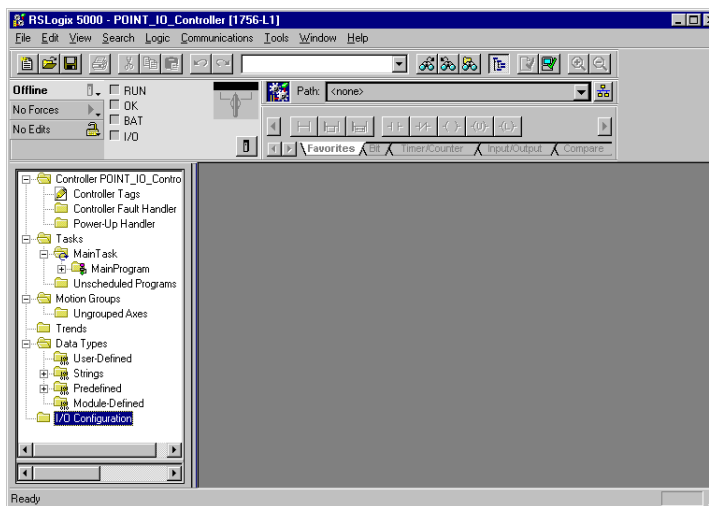 RSLogix 5000 - POINT_IO_Controller [1756-L1]
File Edit View Search Logic Communications Tools Window Help
Offline
RUN
No Forces
OK
No Edits
BAT
I/O
Path: <none>
Favorites Bit Timer/Counter Input/Output Compare
Controller POINT_IO_Contro
Controller Tags
Controller Fault Handler
Power-Up Handler
Tasks
MainTask
MainProgram
Unscheduled Programs
Motion Groups
Ungrouped Axes
Trends
Data Types
User-Defined
Strings
Predefined
Module-Defined
I/O Configuration
Ready